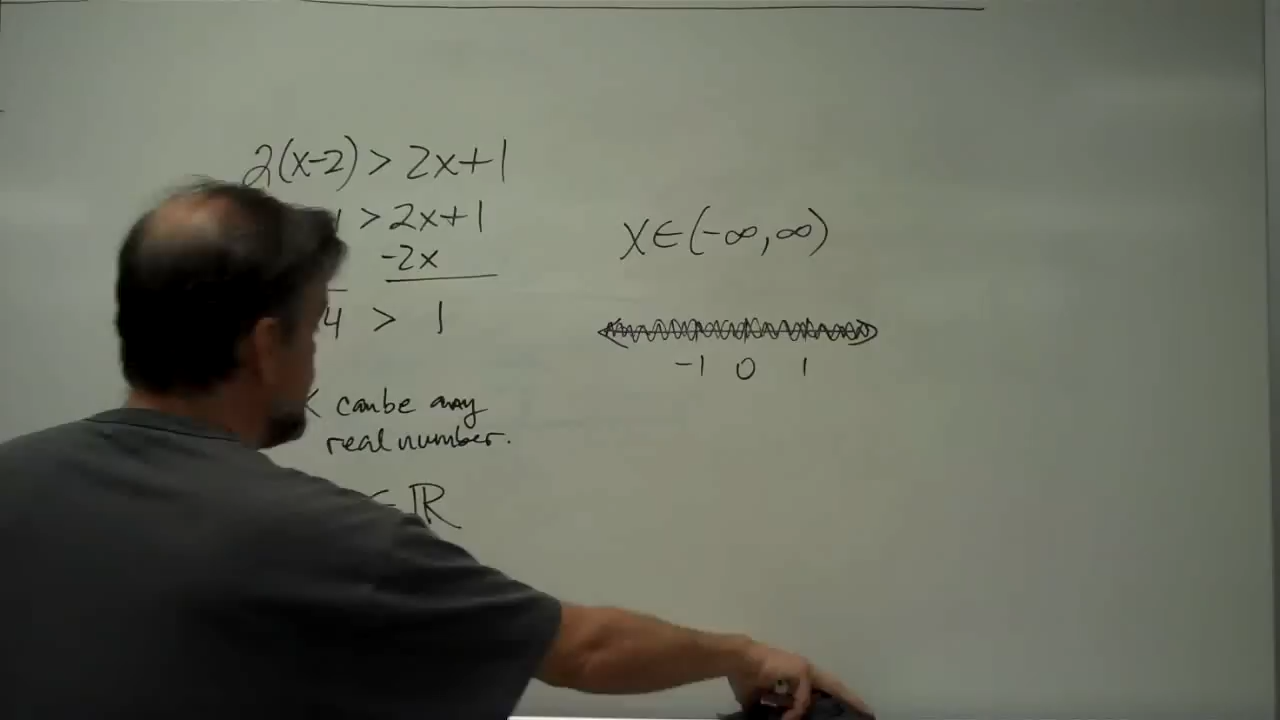 2(x-2) > 2x+1
> 2x+1
-2x
4 > 1
can be any
real number.
∈ ℝ
x∈(-∞,∞)
-1 0 1